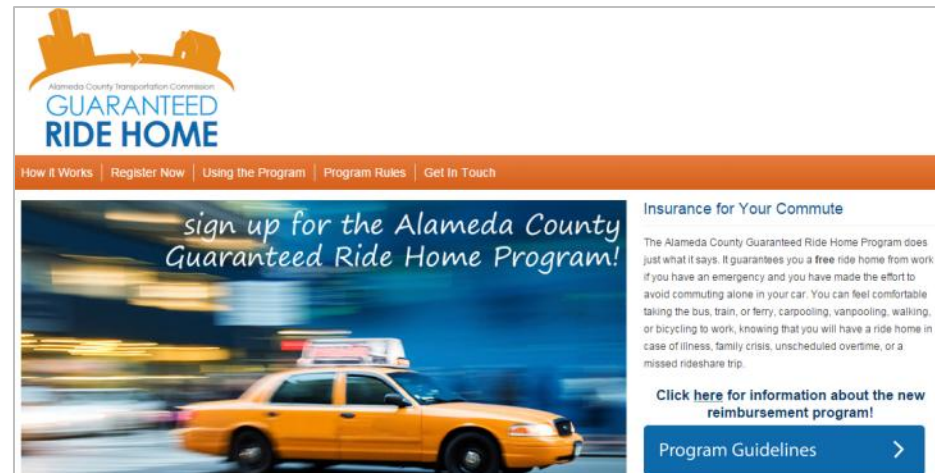 Alameda County Transportation Commission
GUARANTEED
RIDE HOME
How it Works | Register Now | Using the Program | Program Rules | Get In Touch
sign up for the Alameda County
Guaranteed Ride Home Program!
Insurance for Your Commute
The Alameda County Guaranteed Ride Home Program does
just what it says. It guarantees you a free ride home from work
if you have an emergency and you have made the effort to
avoid commuting alone in your car. You can feel comfortable
taking the bus, train, or ferry, carpooling, vanpooling, walking,
or bicycling to work, knowing that you will have a ride home in
case of illness, family crisis, unscheduled overtime, or a
missed rideshare trip.
Click here for information about the new
reimbursement program!
Program Guidelines